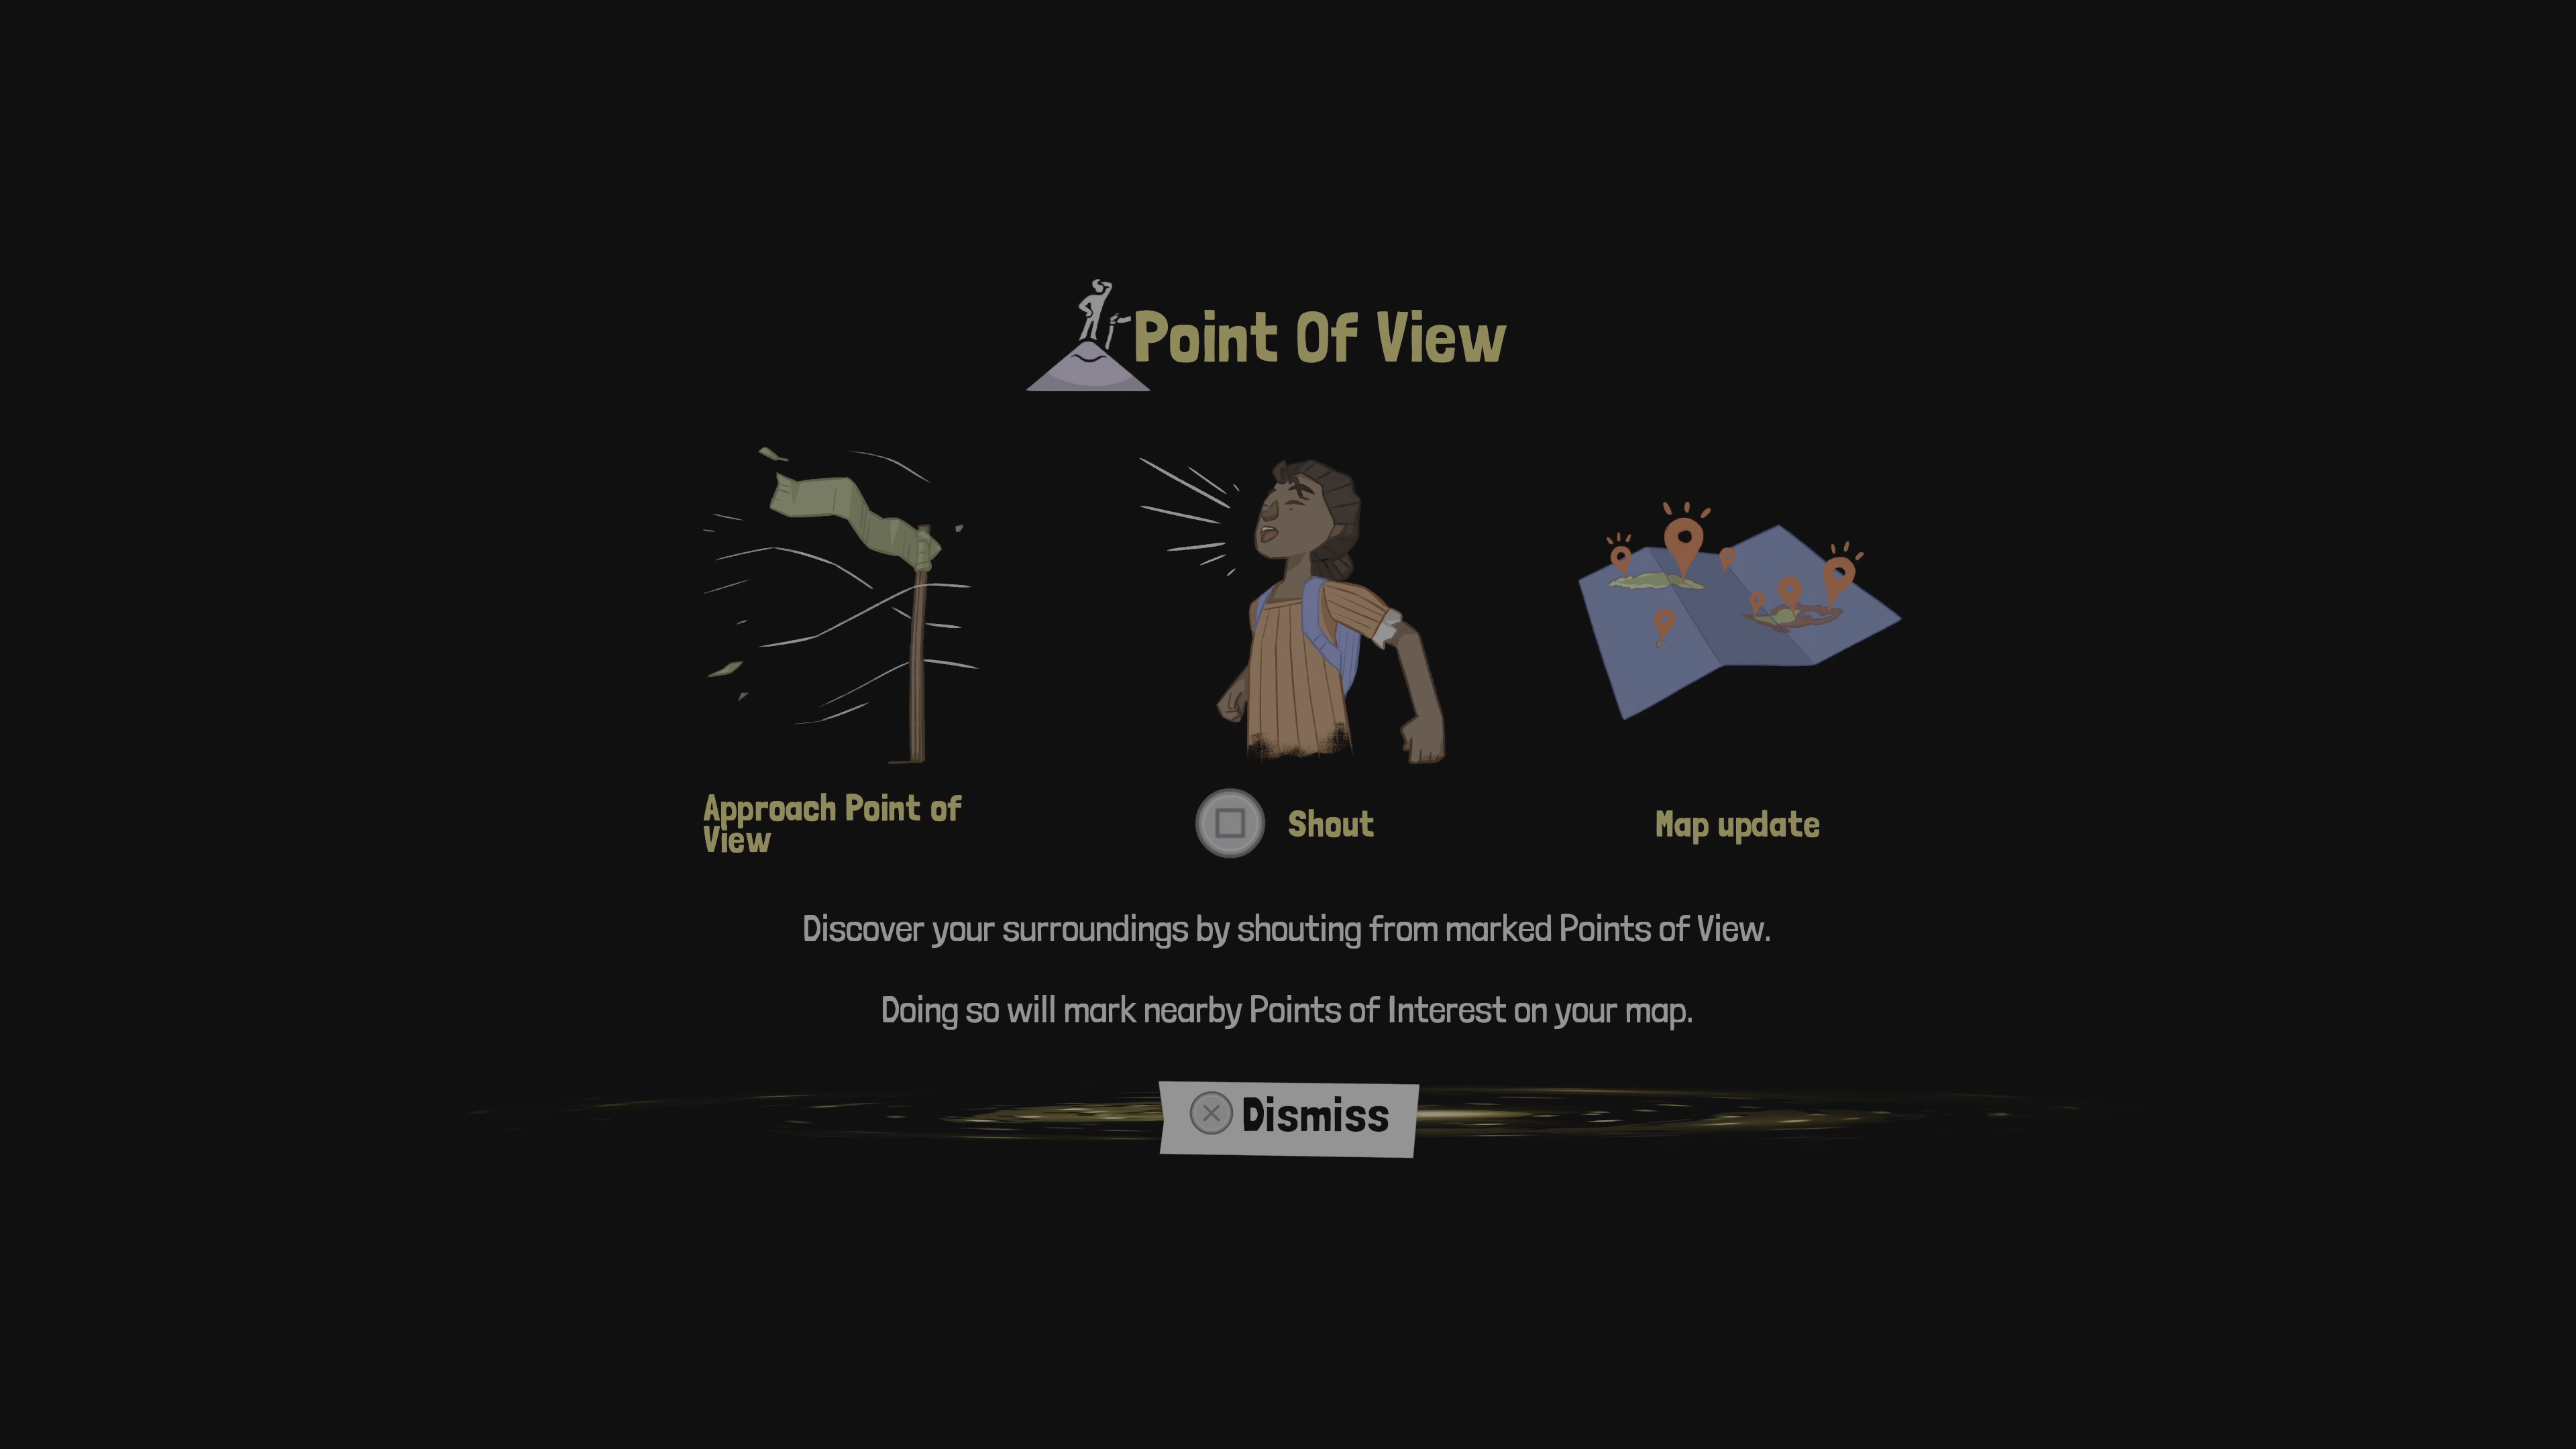 Point Of View
Approach Point of
View
Shout
Map update
Discover your surroundings by shouting from marked Points of View.
Doing so will mark nearby Points of Interest on your map.
Dismiss